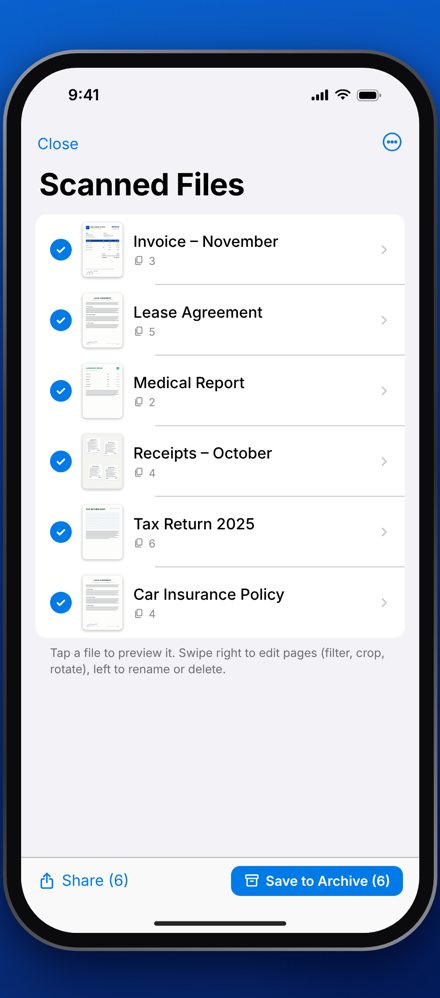 9:41
Close
Scanned Files
Invoice – November
3
Lease Agreement
5
Medical Report
2
Receipts – October
4
Tax Return 2025
6
Car Insurance Policy
4
Tap a file to preview it. Swipe right to edit pages (filter, crop,
rotate), left to rename or delete.
Share (6)
Save to Archive (6)